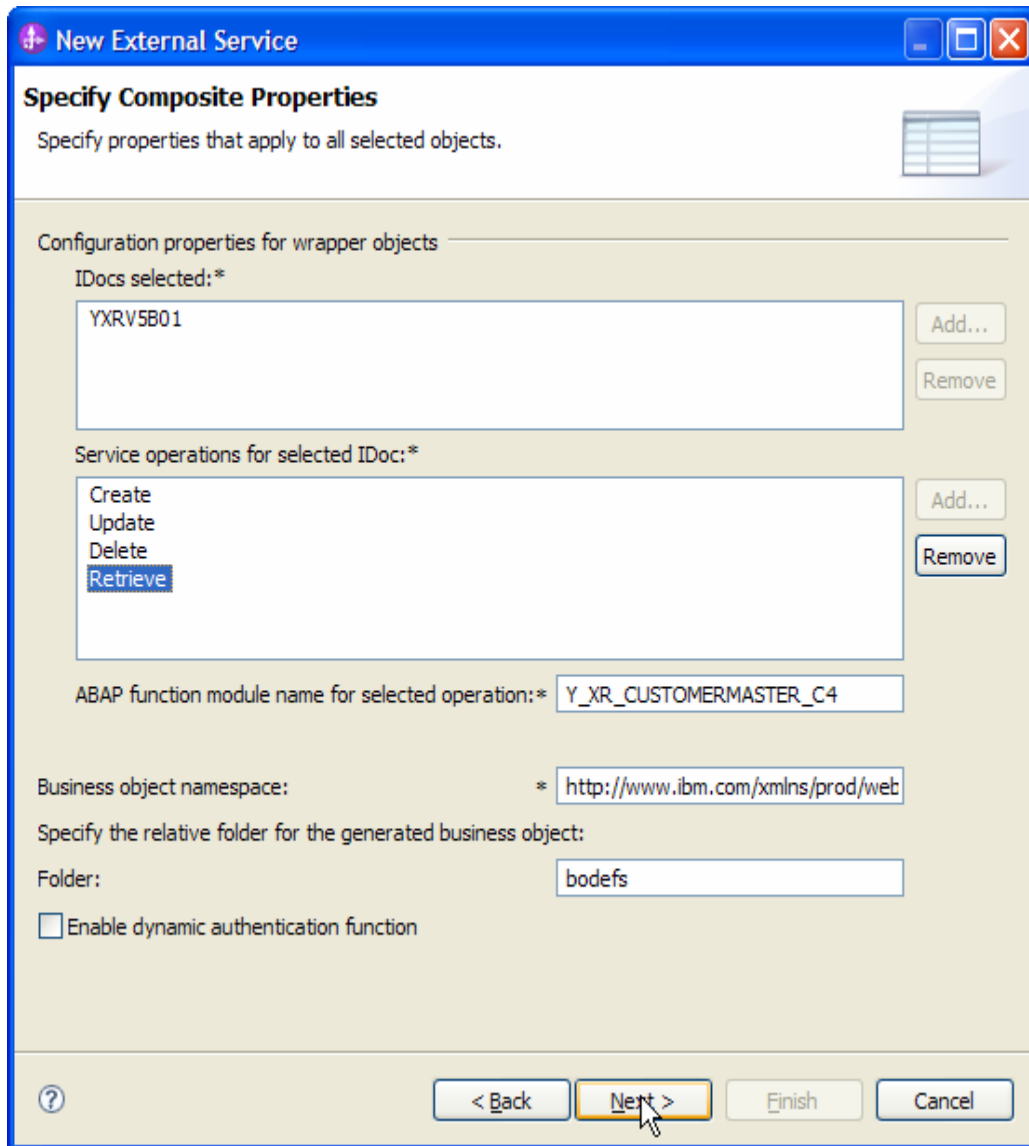 New External Service
Specify Composite Properties
Specify properties that apply to all selected objects.
Configuration properties for wrapper objects
IDocs selected:*
YXRV5B01
Add...
Remove
Service operations for selected IDoc:*
Create
Update
Delete
Retrieve
Add...
Remove
ABAP function module name for selected operation:* Y_XR_CUSTOMERMASTER_C4
Business object namespace: * http://www.ibm.com/xmlns/prod/web
Specify the relative folder for the generated business object:
Folder: bodefs
Enable dynamic authentication function
? < Back Next > Finish Cancel